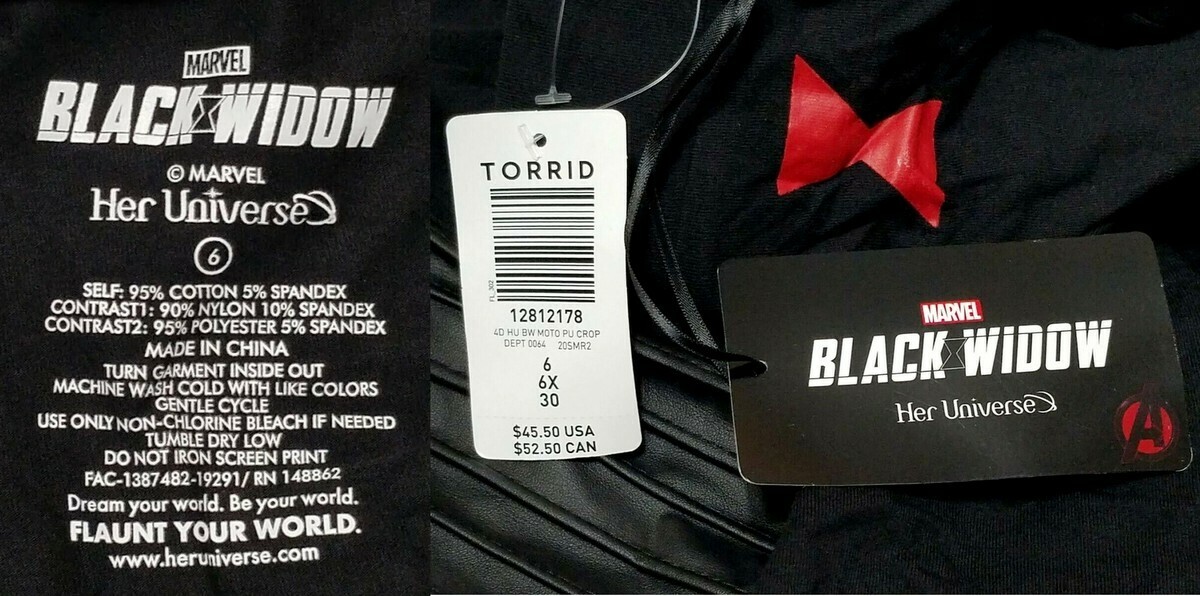 MARVEL
BLACK WIDOW
© MARVEL
Her Universe
6
SELF: 95% COTTON 5% SPANDEX
CONTRAST1: 90% NYLON 10% SPANDEX
CONTRAST2: 95% POLYESTER 5% SPANDEX
MADE IN CHINA
TURN GARMENT INSIDE OUT
MACHINE WASH COLD WITH LIKE COLORS
GENTLE CYCLE
USE ONLY NON-CHLORINE BLEACH IF NEEDED
TUMBLE DRY LOW
DO NOT IRON SCREEN PRINT
FAC-1387482-19291/ RN 148862
Dream your world. Be your world.
FLAUNT YOUR WORLD.
www.heruniverse.com
TORRID
FL_302
12812178
4D HU BW MOTO PU CROP
DEPT 0064 20SMR2
6
6X
30
$45.50 USA
$52.50 CAN
MARVEL
BLACK WIDOW
Her Universe
A